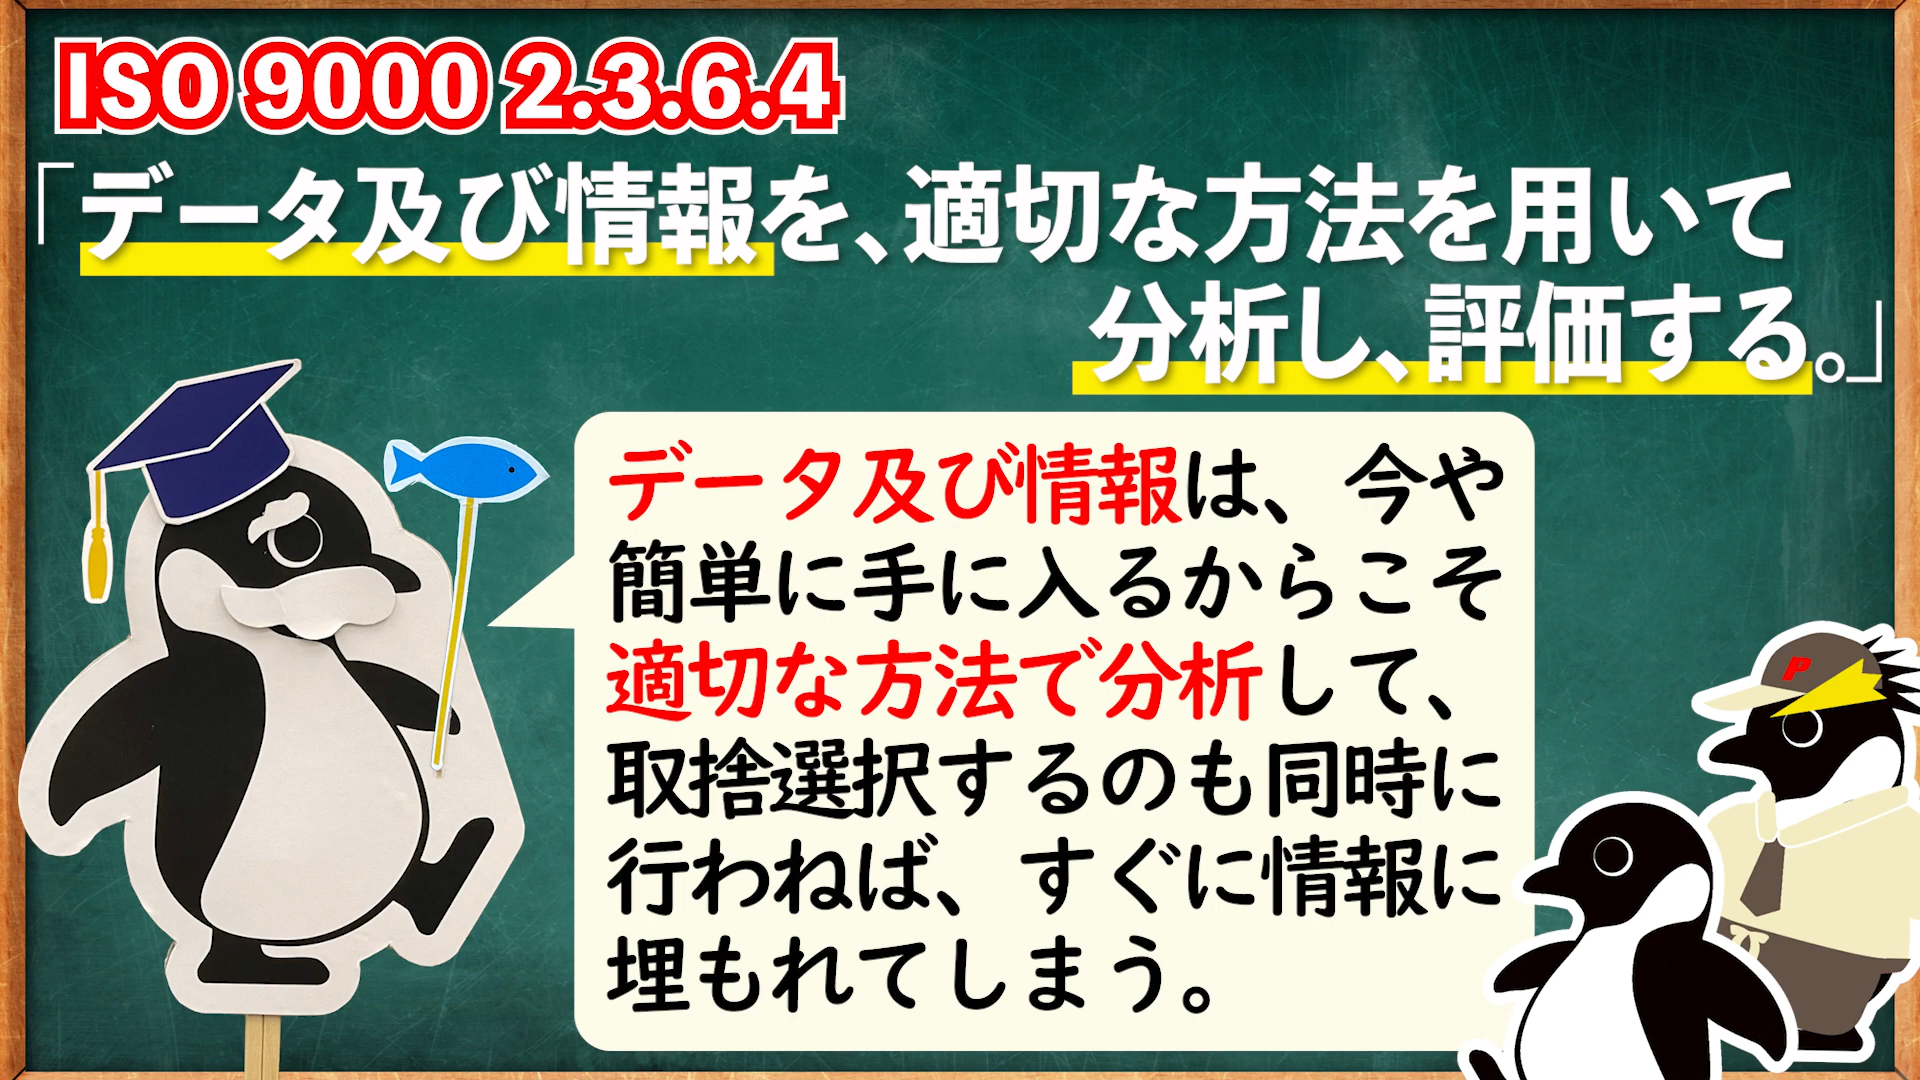 ISO 9000 2.3.6.4
「データ及び情報を、適切な方法を用いて
分析し、評価する。」
データ及び情報は、今や
簡単に手に入るからこそ
適切な方法で分析して、
取捨選択するのも同時に
行わねば、すぐに情報に
埋もれてしまう。
P